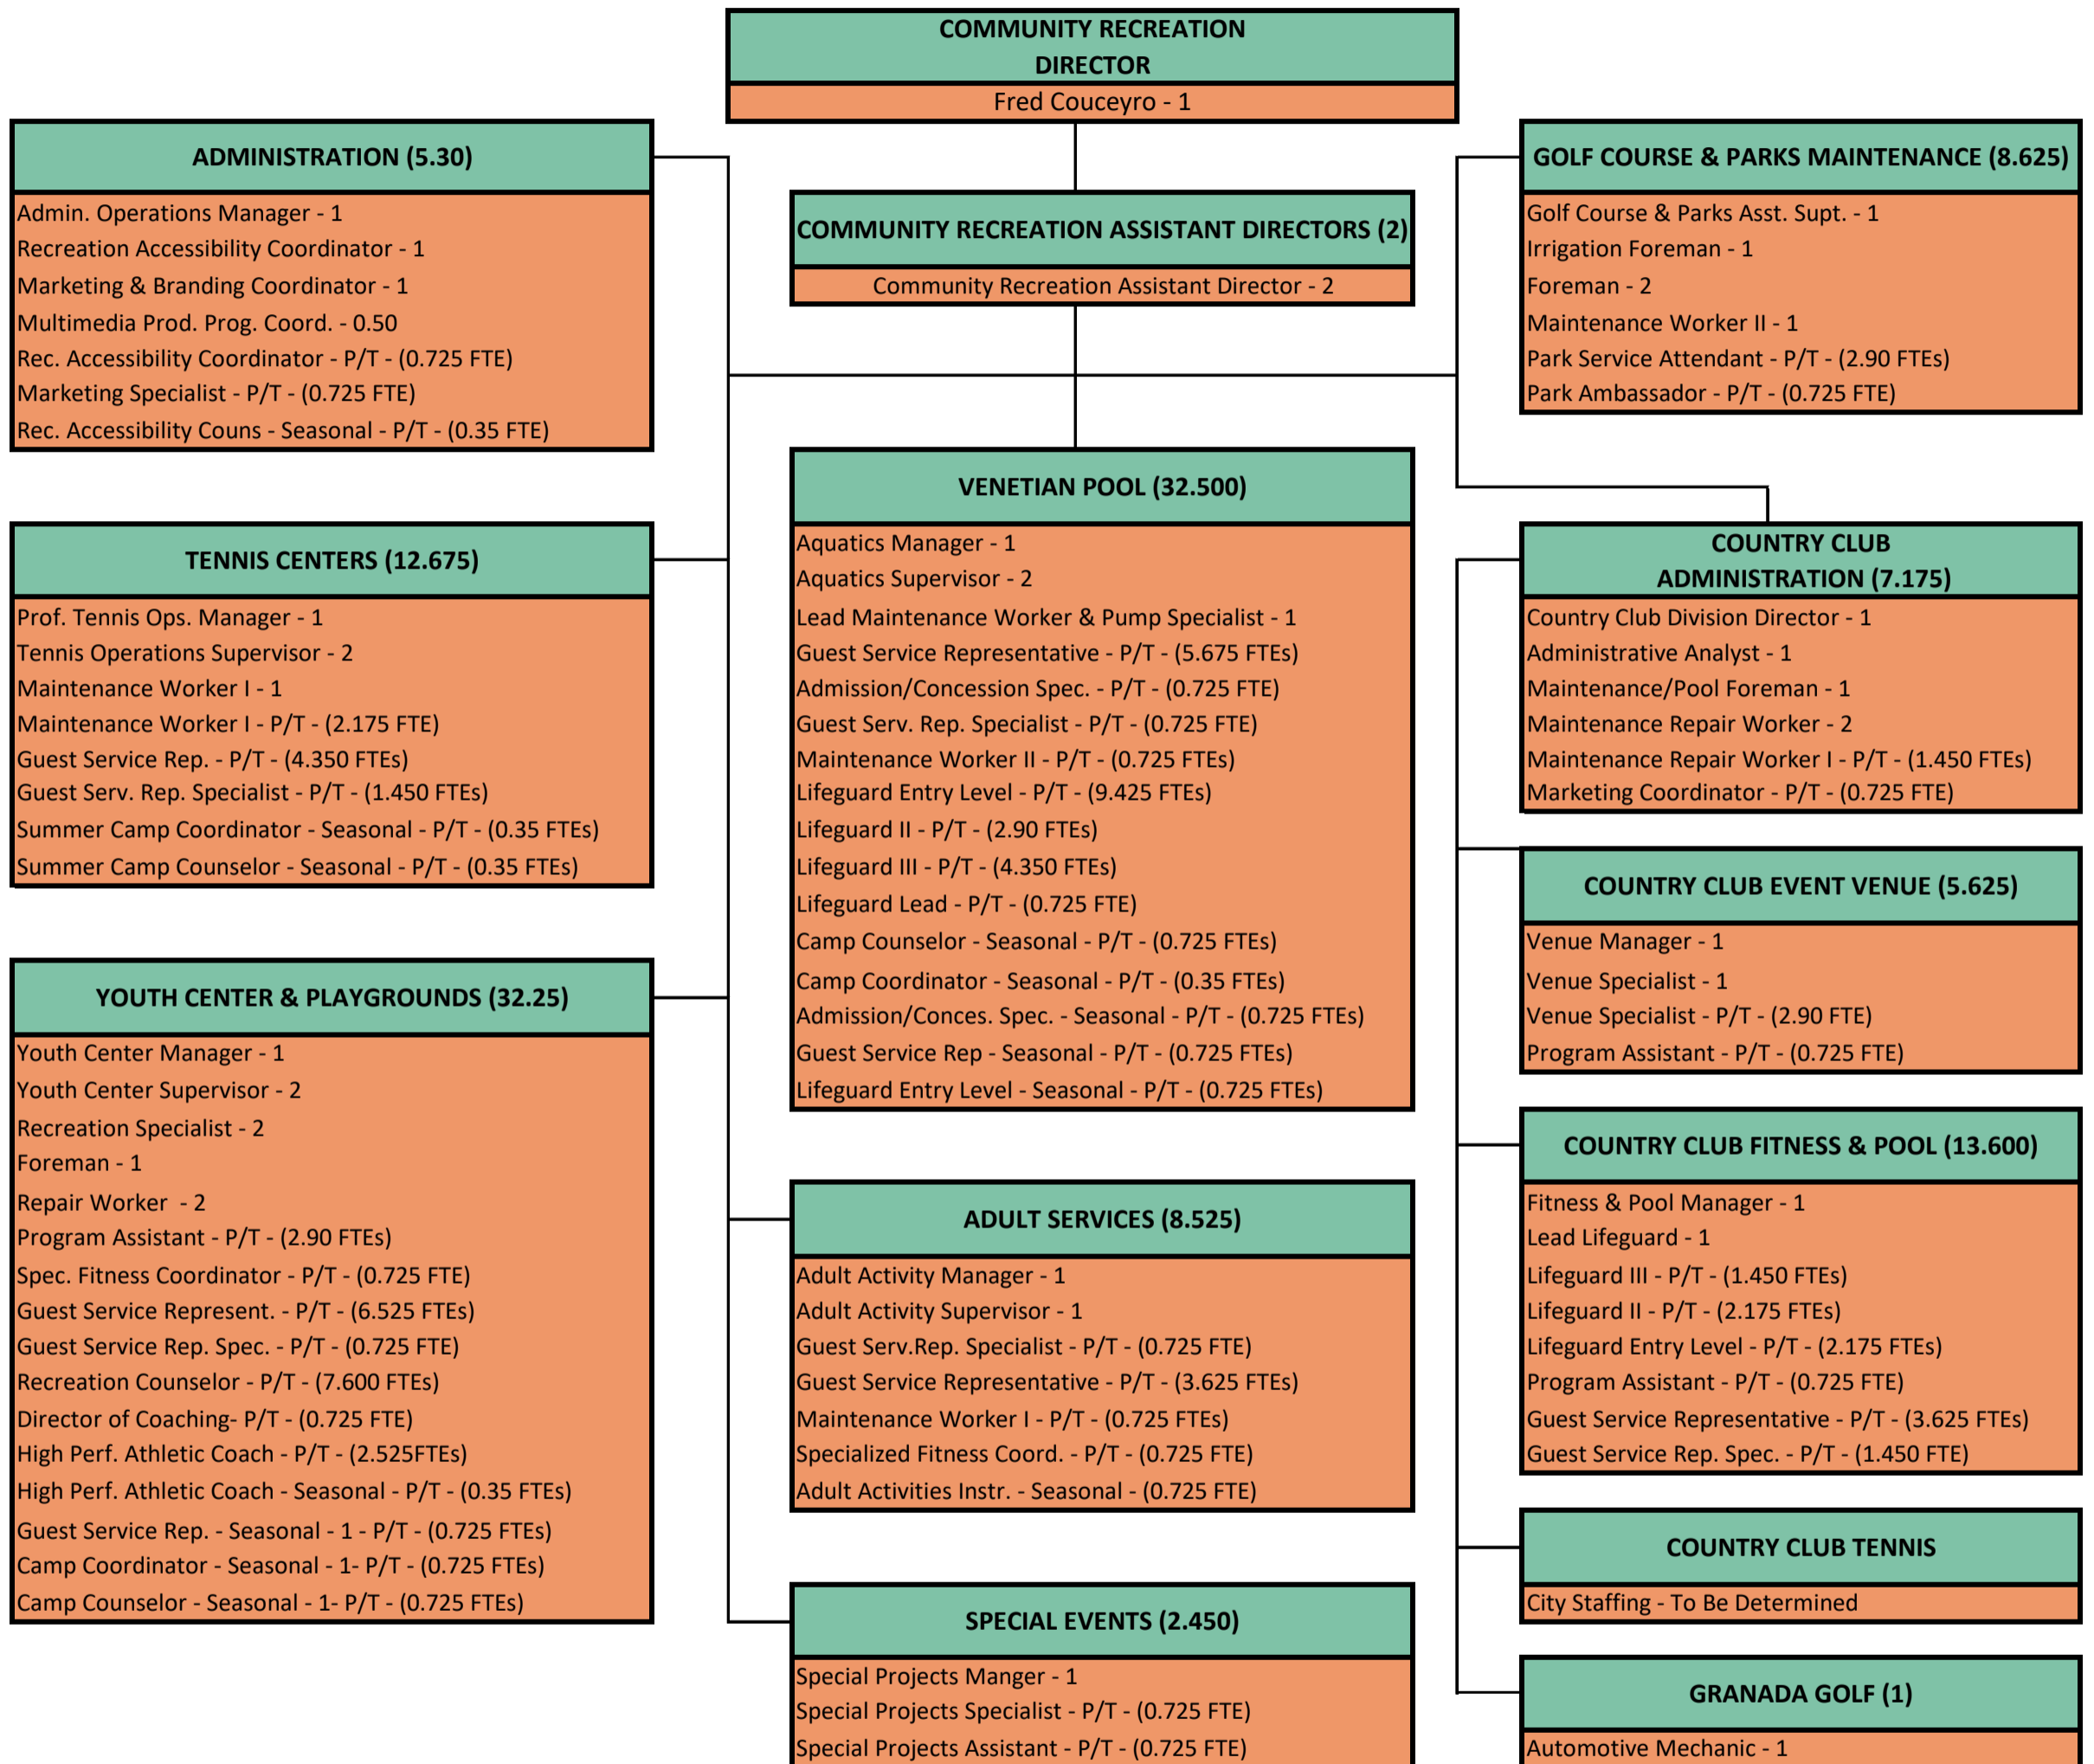 COMMUNITY RECREATION
DIRECTOR
Fred Couceyro - 1
ADMINISTRATION (5.30)
Admin. Operations Manager - 1
Recreation Accessibility Coordinator - 1
Marketing & Branding Coordinator - 1
Multimedia Prod. Prog. Coord. - 0.50
Rec. Accessibility Coordinator - P/T - (0.725 FTE)
Marketing Specialist - P/T - (0.725 FTE)
Rec. Accessibility Couns - Seasonal - P/T - (0.35 FTE)
COMMUNITY RECREATION ASSISTANT DIRECTORS (2)
Community Recreation Assistant Director - 2
GOLF COURSE & PARKS MAINTENANCE (8.625)
Golf Course & Parks Asst. Supt. - 1
Irrigation Foreman - 1
Foreman - 2
Maintenance Worker II - 1
Park Service Attendant - P/T - (2.90 FTEs)
Park Ambassador - P/T - (0.725 FTE)
TENNIS CENTERS (12.675)
Prof. Tennis Ops. Manager - 1
Tennis Operations Supervisor - 2
Maintenance Worker I - 1
Maintenance Worker I - P/T - (2.175 FTE)
Guest Service Rep. - P/T - (4.350 FTEs)
Guest Serv. Rep. Specialist - P/T - (1.450 FTEs)
Summer Camp Coordinator - Seasonal - P/T - (0.35 FTEs)
Summer Camp Counselor - Seasonal - P/T - (0.35 FTEs)
VENETIAN POOL (32.500)
Aquatics Manager - 1
Aquatics Supervisor - 2
Lead Maintenance Worker & Pump Specialist - 1
Guest Service Representative - P/T - (5.675 FTEs)
Admission/Concession Spec. - P/T - (0.725 FTE)
Guest Serv. Rep. Specialist - P/T - (0.725 FTE)
Maintenance Worker II - P/T - (0.725 FTEs)
Lifeguard Entry Level - P/T - (9.425 FTEs)
Lifeguard II - P/T - (2.90 FTEs)
Lifeguard III - P/T - (4.350 FTEs)
Lifeguard Lead - P/T - (0.725 FTE)
Camp Counselor - Seasonal - P/T - (0.725 FTEs)
Camp Coordinator - Seasonal - P/T - (0.35 FTEs)
Admission/Conces. Spec. - Seasonal - P/T - (0.725 FTEs)
Guest Service Rep - Seasonal - P/T - (0.725 FTEs)
Lifeguard Entry Level - Seasonal - P/T - (0.725 FTEs)
COUNTRY CLUB
ADMINISTRATION (7.175)
Country Club Division Director - 1
Administrative Analyst - 1
Maintenance/Pool Foreman - 1
Maintenance Repair Worker - 2
Maintenance Repair Worker I - P/T - (1.450 FTEs)
Marketing Coordinator - P/T - (0.725 FTE)
COUNTRY CLUB EVENT VENUE (5.625)
Venue Manager - 1
Venue Specialist - 1
Venue Specialist - P/T - (2.90 FTE)
Program Assistant - P/T - (0.725 FTE)
YOUTH CENTER & PLAYGROUNDS (32.25)
Youth Center Manager - 1
Youth Center Supervisor - 2
Recreation Specialist - 2
Foreman - 1
Repair Worker  - 2
Program Assistant - P/T - (2.90 FTEs)
Spec. Fitness Coordinator - P/T - (0.725 FTE)
Guest Service Represent. - P/T - (6.525 FTEs)
Guest Service Rep. Spec. - P/T - (0.725 FTE)
Recreation Counselor - P/T - (7.600 FTEs)
Director of Coaching- P/T - (0.725 FTE)
High Perf. Athletic Coach - P/T - (2.525FTEs)
High Perf. Athletic Coach - Seasonal - P/T - (0.35 FTEs)
Guest Service Rep. - Seasonal - 1 - P/T - (0.725 FTEs)
Camp Coordinator - Seasonal - 1- P/T - (0.725 FTEs)
Camp Counselor - Seasonal - 1- P/T - (0.725 FTEs)
ADULT SERVICES (8.525)
Adult Activity Manager - 1
Adult Activity Supervisor - 1
Guest Serv.Rep. Specialist - P/T - (0.725 FTE)
Guest Service Representative - P/T - (3.625 FTEs)
Maintenance Worker I - P/T - (0.725 FTEs)
Specialized Fitness Coord. - P/T - (0.725 FTE)
Adult Activities Instr. - Seasonal - (0.725 FTE)
COUNTRY CLUB FITNESS & POOL (13.600)
Fitness & Pool Manager - 1
Lead Lifeguard - 1
Lifeguard III - P/T - (1.450 FTEs)
Lifeguard II - P/T - (2.175 FTEs)
Lifeguard Entry Level - P/T - (2.175 FTEs)
Program Assistant - P/T - (0.725 FTE)
Guest Service Representative - P/T - (3.625 FTEs)
Guest Service Rep. Spec. - P/T - (1.450 FTE)
COUNTRY CLUB TENNIS
City Staffing - To Be Determined
SPECIAL EVENTS (2.450)
Special Projects Manger - 1
Special Projects Specialist - P/T - (0.725 FTE)
Special Projects Assistant - P/T - (0.725 FTE)
GRANADA GOLF (1)
Automotive Mechanic - 1